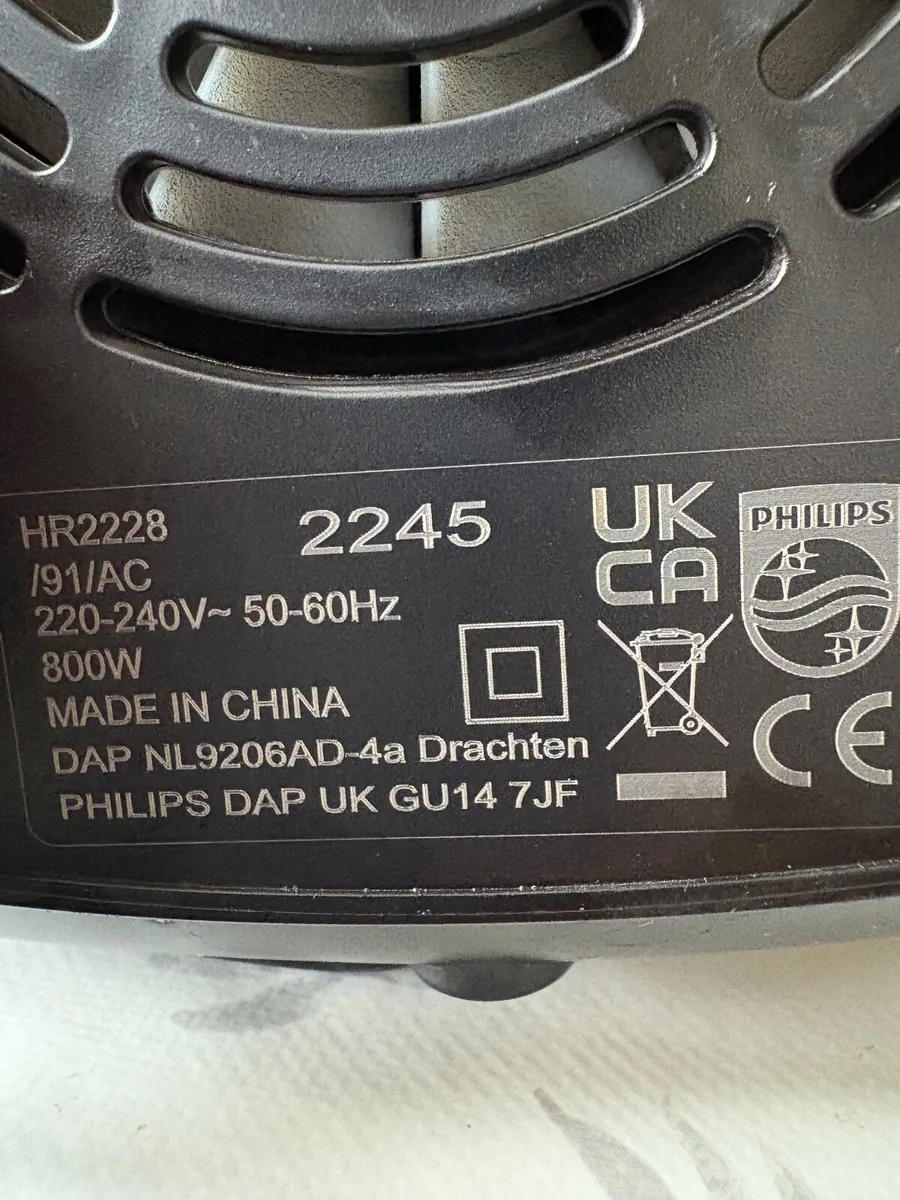 HR2228
/91/AC
2245
220-240V~ 50-60Hz
800W
MADE IN CHINA
DAP NL9206AD-4a Drachten
PHILIPS DAP UK GU14 7JF
UK
CA
PHILIPS
CE